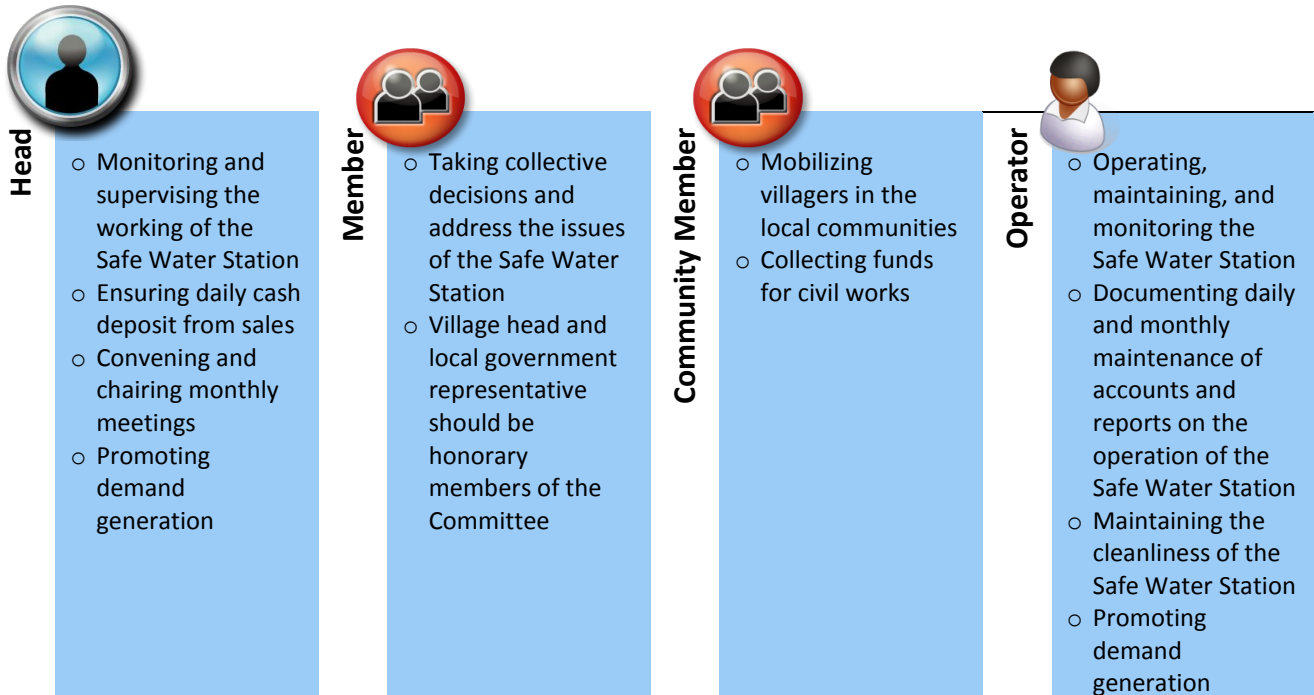 Head
○ Monitoring and
supervising the
working of the
Safe Water Station
○ Ensuring daily cash
deposit from sales
○ Convening and
chairing monthly
meetings
○ Promoting
demand
generation
Member
○ Taking collective
decisions and
address the issues
of the Safe Water
Station
○ Village head and
local government
representative
should be
honorary
members of the
Committee
Community Member
○ Mobilizing
villagers in the
local communities
○ Collecting funds
for civil works
Operator
○ Operating,
maintaining, and
monitoring the
Safe Water Station
○ Documenting daily
and monthly
maintenance of
accounts and
reports on the
operation of the
Safe Water Station
○ Maintaining the
cleanliness of the
Safe Water Station
○ Promoting
demand
generation